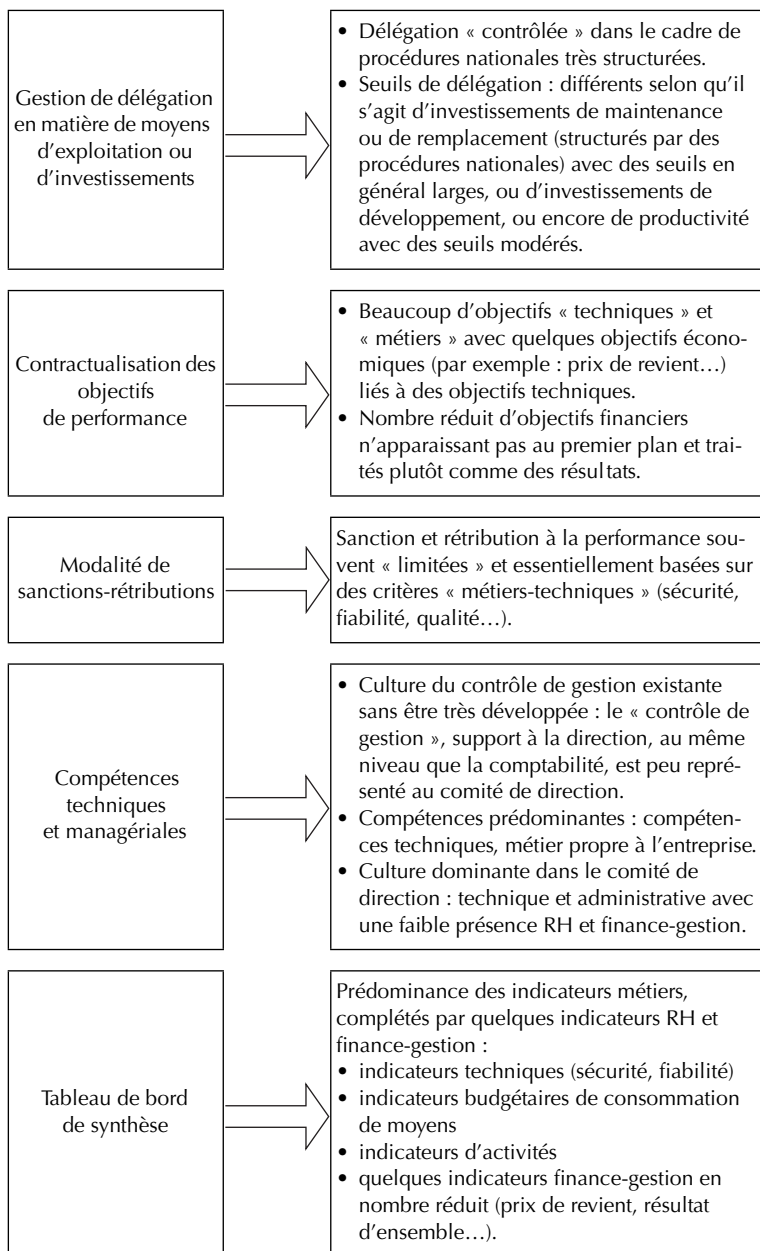 Gestion de délégation
en matière de moyens
d'exploitation ou
d'investissements
• Délégation « contrôlée » dans le cadre de
procédures nationales très structurées.
• Seuils de délégation : différents selon qu'il
s'agit d'investissements de maintenance
ou de remplacement (structurés par des
procédures nationales) avec des seuils en
général larges, ou d'investissements de
développement, ou encore de productivité
avec des seuils modérés.
Contractualisation des
objectifs
de performance
• Beaucoup d'objectifs « techniques » et
« métiers » avec quelques objectifs écono-
miques (par exemple : prix de revient…)
liés à des objectifs techniques.
• Nombre réduit d'objectifs financiers
n'apparaissant pas au premier plan et trai-
tés plutôt comme des résultats.
Modalité de
sanctions-rétributions
Sanction et rétribution à la performance sou-
vent « limitées » et essentiellement basées sur
des critères « métiers-techniques » (sécurité,
fiabilité, qualité…).
Compétences
techniques
et managériales
• Culture du contrôle de gestion existante
sans être très développée : le « contrôle de
gestion », support à la direction, au même
niveau que la comptabilité, est peu repré-
senté au comité de direction.
• Compétences prédominantes : compéten-
ces techniques, métier propre à l'entreprise.
• Culture dominante dans le comité de
direction : technique et administrative avec
une faible présence RH et finance-gestion.
Tableau de bord
de synthèse
Prédominance des indicateurs métiers,
complétés par quelques indicateurs RH et
finance-gestion :
• indicateurs techniques (sécurité, fiabilité)
• indicateurs budgétaires de consommation
de moyens
• indicateurs d'activités
• quelques indicateurs finance-gestion en
nombre réduit (prix de revient, résultat
d'ensemble…).